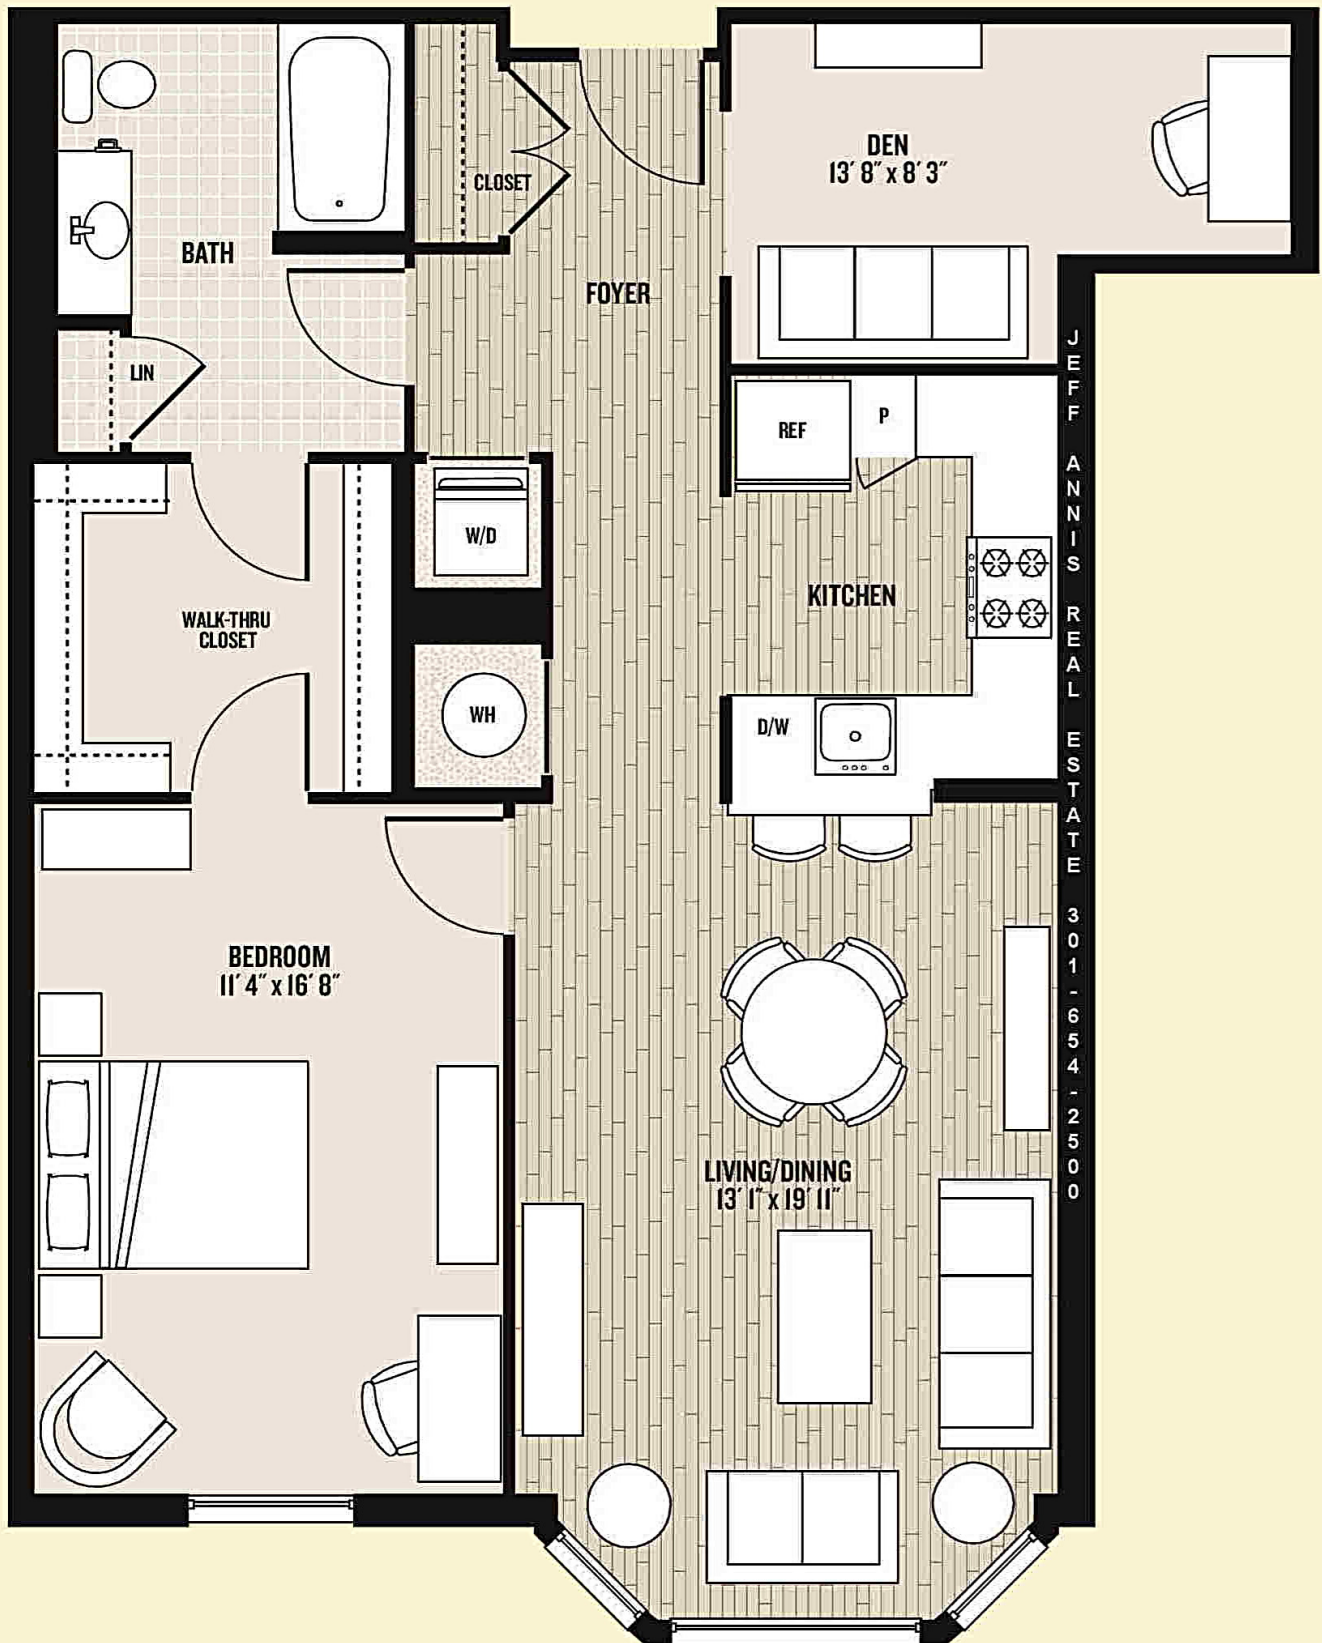 DEN
13' 8" x 8' 3"
CLOSET
BATH
FOYER
LIN
REF
P
W/D
KITCHEN
WALK-THRU
CLOSET
WH
D/W
BEDROOM
11' 4" x 16' 8"
LIVING/DINING
13' 1" x 19' 11"
JEFF ANNIS REAL ESTATE 301-654-2500